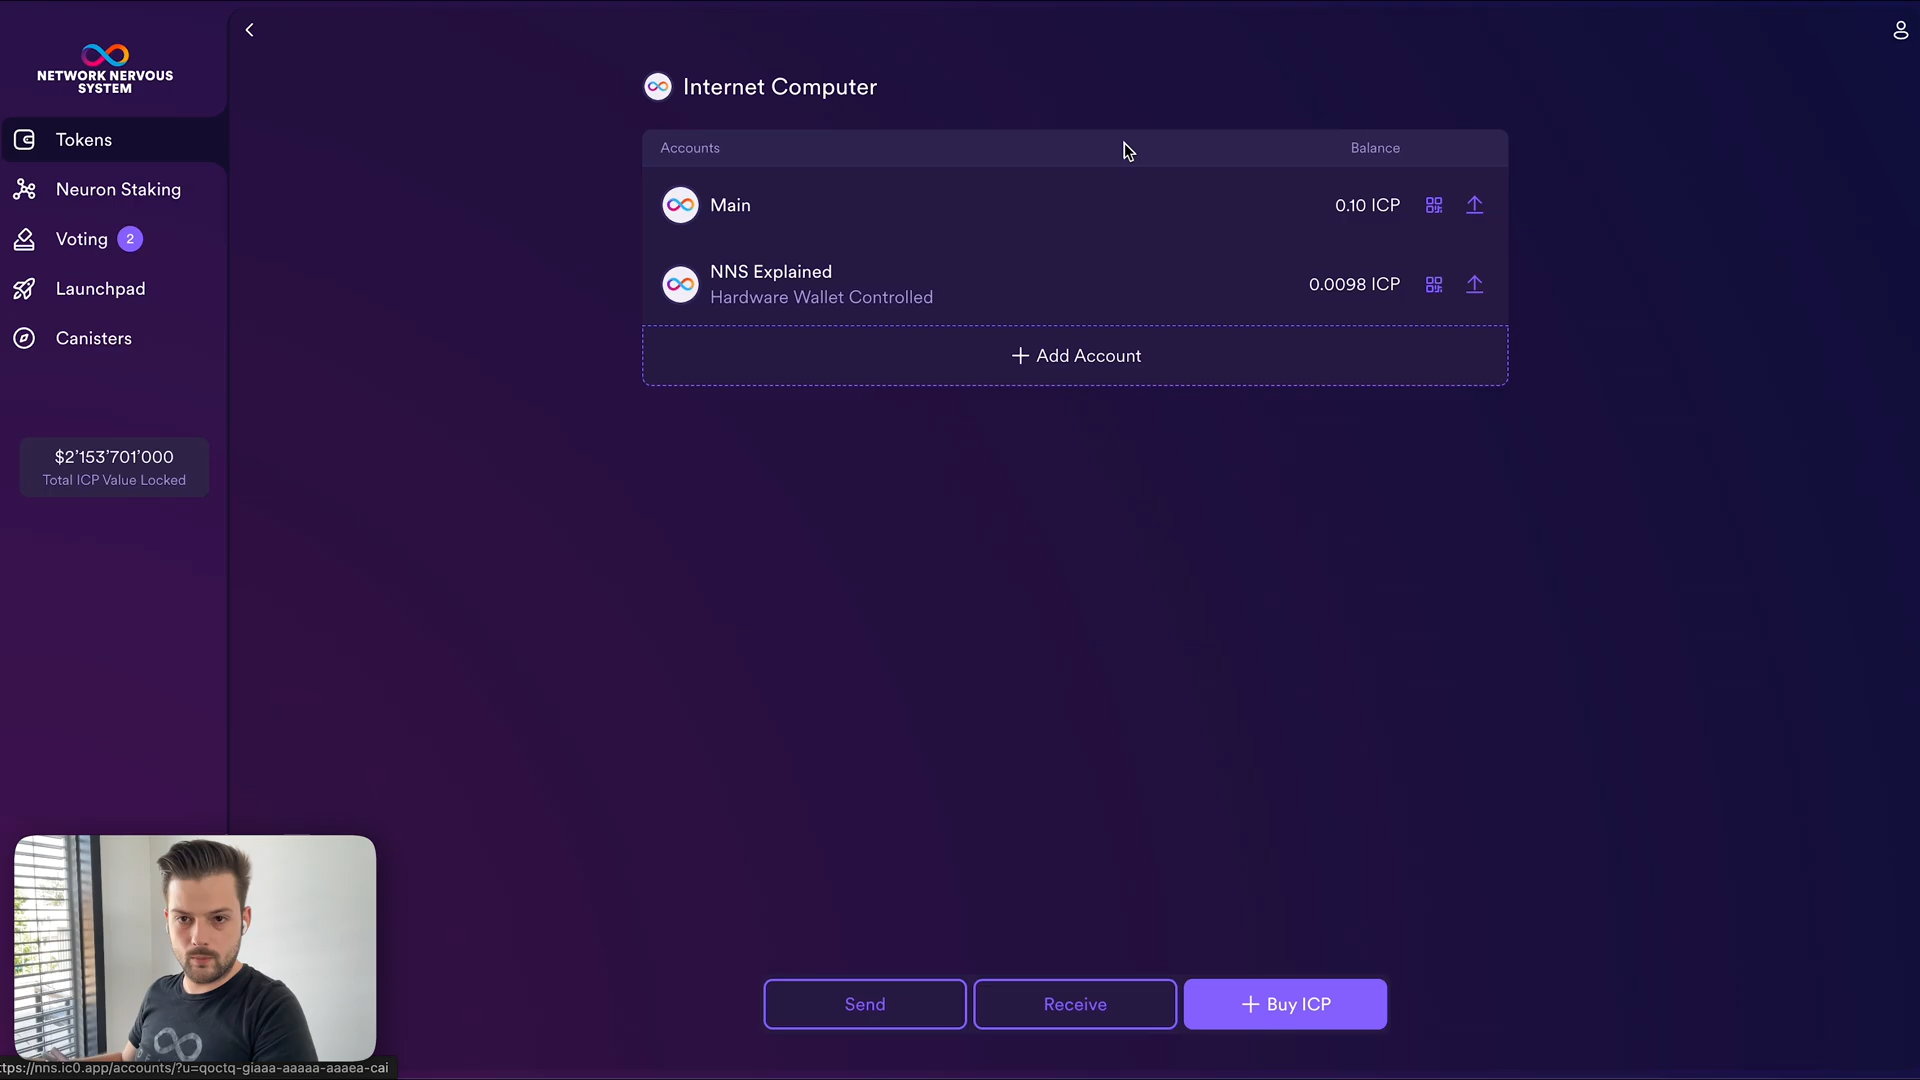 NETWORK NERVOUS
SYSTEM
Tokens
Neuron Staking
Voting 2
Launchpad
Canisters
$2’153’701’000
Total ICP Value Locked
Internet Computer
Accounts Balance
Main 0.10 ICP
NNS Explained
Hardware Wallet Controlled
0.0098 ICP
+ Add Account
Send Receive + Buy ICP
ttps://nns.ic0.app/accounts/?u=qoctq-giaaa-aaaaa-aaaea-cai